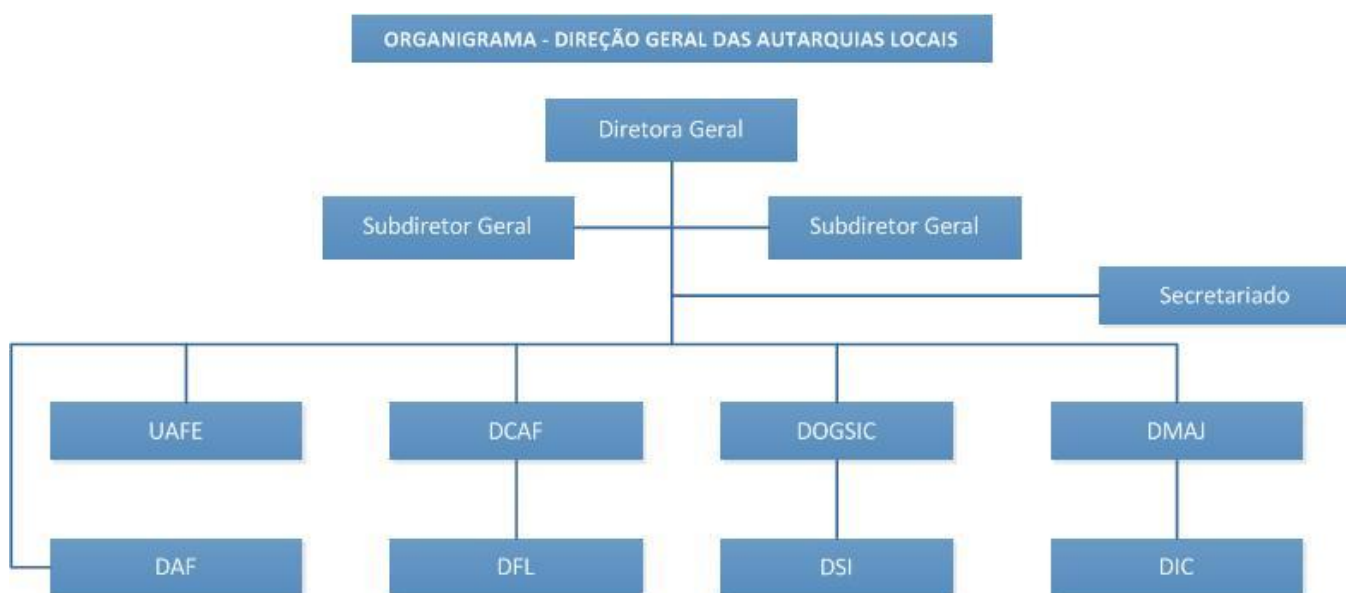 ORGANIGRAMA - DIREÇÃO GERAL DAS AUTARQUIAS LOCAIS
Diretora Geral
Subdiretor Geral
Subdiretor Geral
Secretariado
UAFE
DCAF
DOGSIC
DMAJ
DAF
DFL
DSI
DIC